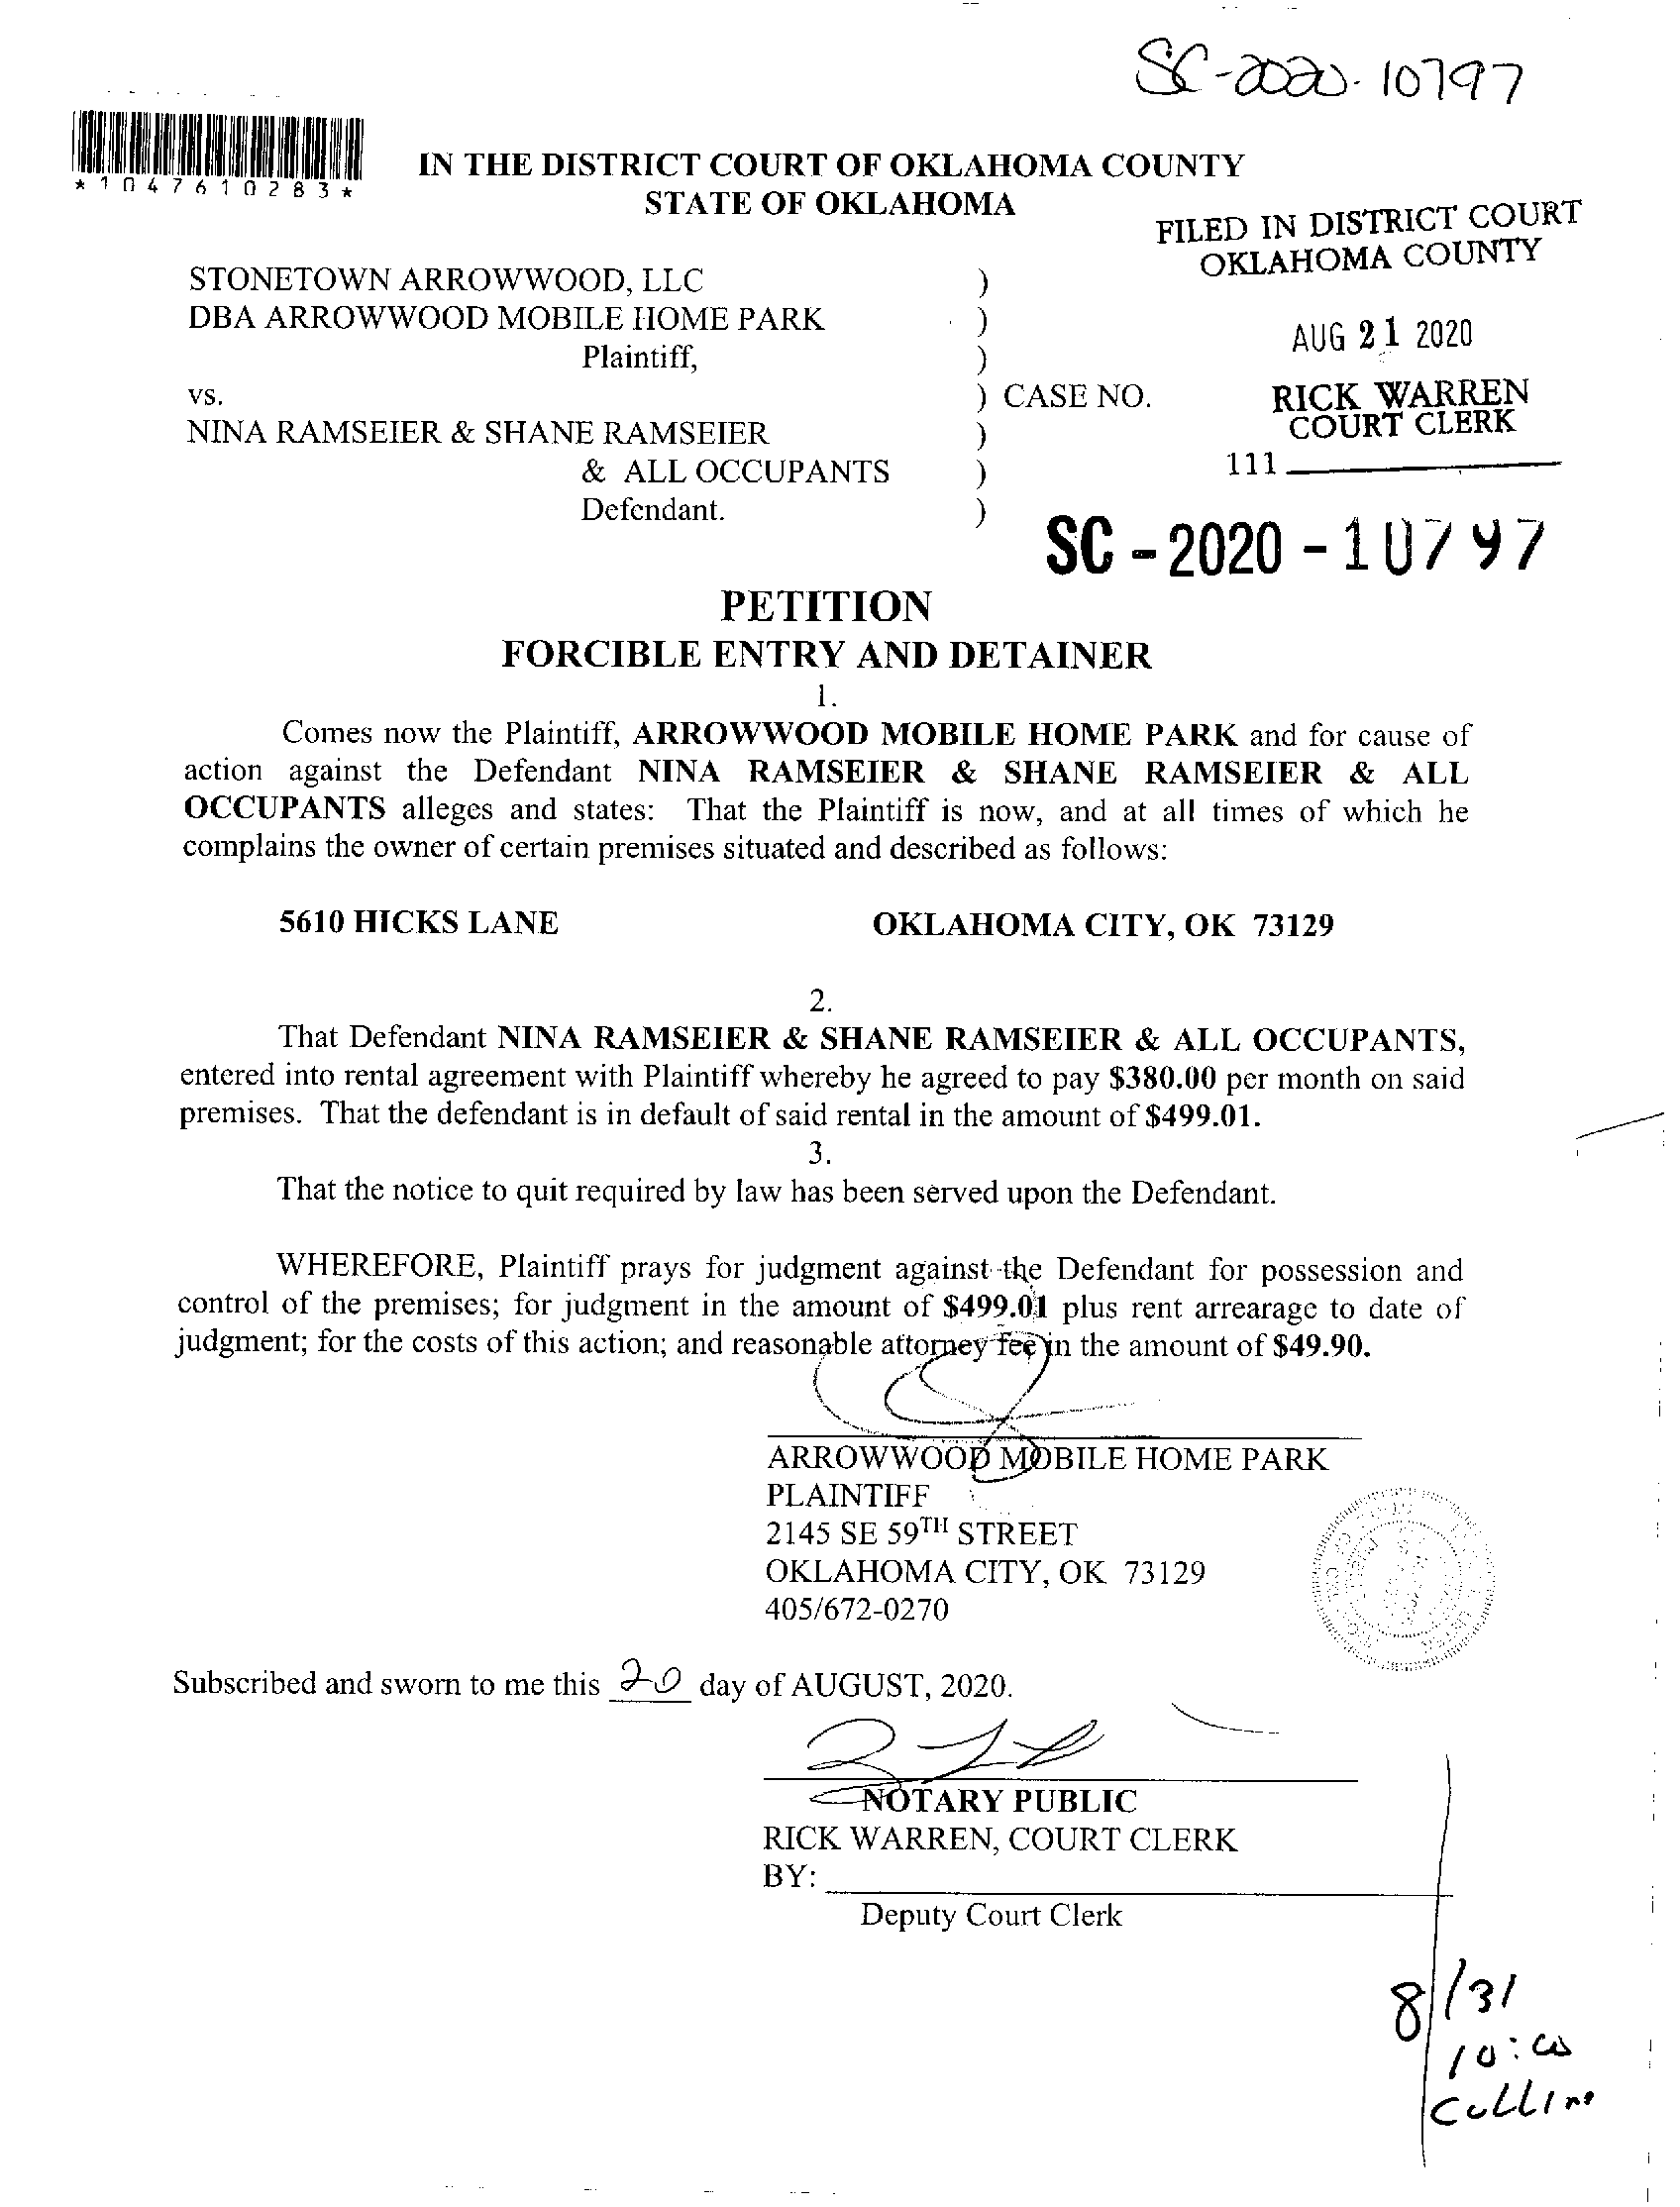 SC-2020-10797
*1047610283*
IN THE DISTRICT COURT OF OKLAHOMA COUNTY
STATE OF OKLAHOMA
FILED IN DISTRICT COURT
OKLAHOMA COUNTY
STONETOWN ARROWWOOD, LLC )
DBA ARROWWOOD MOBILE HOME PARK )
AUG 21 2020
Plaintiff, )
vs. ) CASE NO.
RICK WARREN
COURT CLERK
NINA RAMSEIER & SHANE RAMSEIER )
& ALL OCCUPANTS )
111
Defendant. )
SC-2020-10797
PETITION
FORCIBLE ENTRY AND DETAINER
1.
Comes now the Plaintiff, ARROWWOOD MOBILE HOME PARK and for cause of
action against the Defendant NINA RAMSEIER & SHANE RAMSEIER & ALL
OCCUPANTS alleges and states: That the Plaintiff is now, and at all times of which he
complains the owner of certain premises situated and described as follows:
5610 HICKS LANE OKLAHOMA CITY, OK 73129
2.
That Defendant NINA RAMSEIER & SHANE RAMSEIER & ALL OCCUPANTS,
entered into rental agreement with Plaintiff whereby he agreed to pay $380.00 per month on said
premises. That the defendant is in default of said rental in the amount of $499.01.
3.
That the notice to quit required by law has been served upon the Defendant.
WHEREFORE, Plaintiff prays for judgment against the Defendant for possession and
control of the premises; for judgment in the amount of $499.01 plus rent arrearage to date of
judgment; for the costs of this action; and reasonable attorney fee in the amount of $49.90.
ARROWWOOD MOBILE HOME PARK
PLAINTIFF
2145 SE 59TH STREET
OKLAHOMA CITY, OK 73129
405/672-0270
Subscribed and sworn to me this 20 day of AUGUST, 2020.
NOTARY PUBLIC
RICK WARREN, COURT CLERK
BY:
Deputy Court Clerk
8/31
10:00
Collins